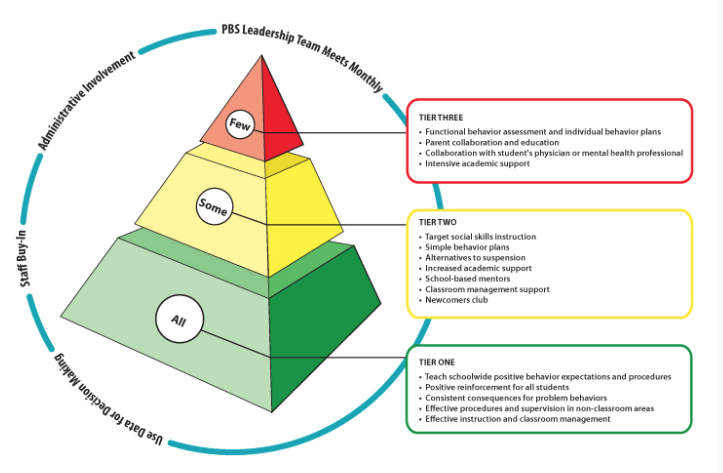 PBS Leadership Team Meets Monthly
Administrative Involvement
Staff Buy-In
Use Data for Decision Making
Few
Some
All
TIER THREE
• Functional behavior assessment and individual behavior plans
• Parent collaboration and education
• Collaboration with student's physician or mental health professional
• Intensive academic support
TIER TWO
• Target social skills instruction
• Simple behavior plans
• Alternatives to suspension
• Increased academic support
• School-based mentors
• Classroom management support
• Newcomers club
TIER ONE
• Teach schoolwide positive behavior expectations and procedures
• Positive reinforcement for all students
• Consistent consequences for problem behaviors
• Effective procedures and supervision in non-classroom areas
• Effective instruction and classroom management